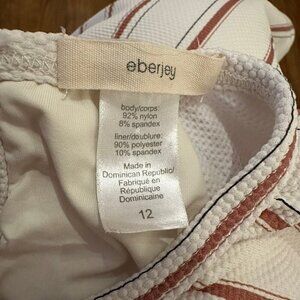 eberjey
body/corps:
92% nylon
8% spandex
liner/doublure:
90% polyester
10% spandex
Made in
Dominican Republic/
Fabriqué en
République
Dominicaine
12